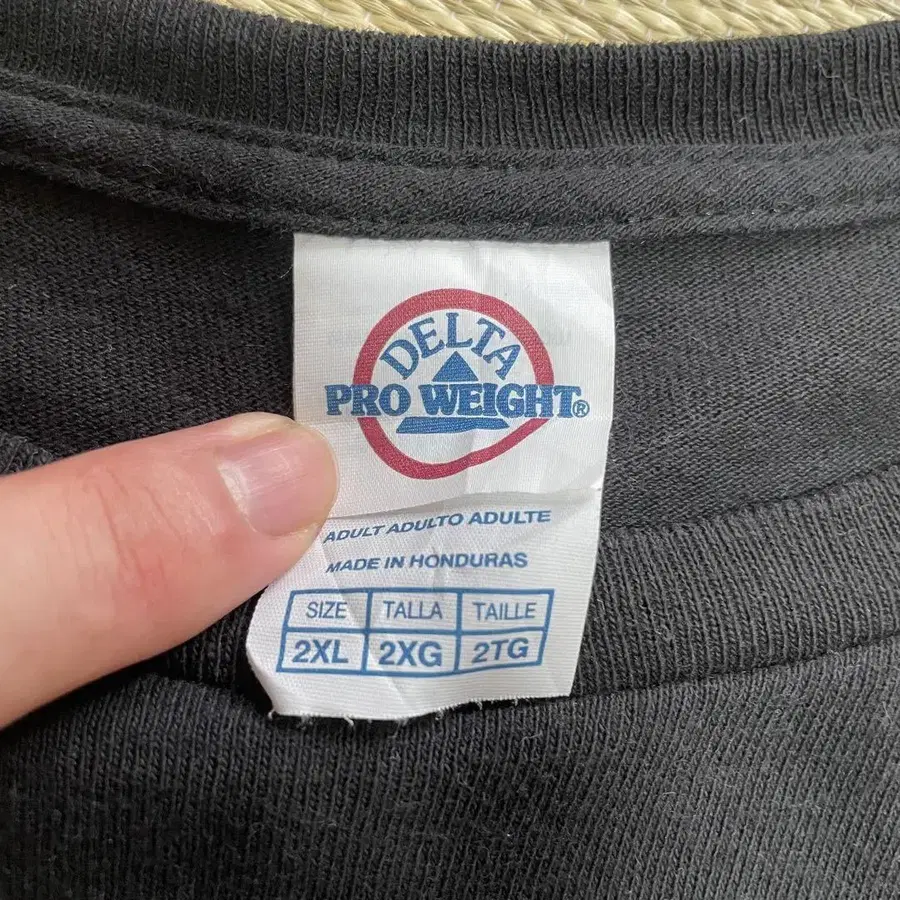 DELTA
PRO WEIGHT®
ADULT ADULTO ADULTE
MADE IN HONDURAS
SIZE TALLA TAILLE
2XL 2XG 2TG